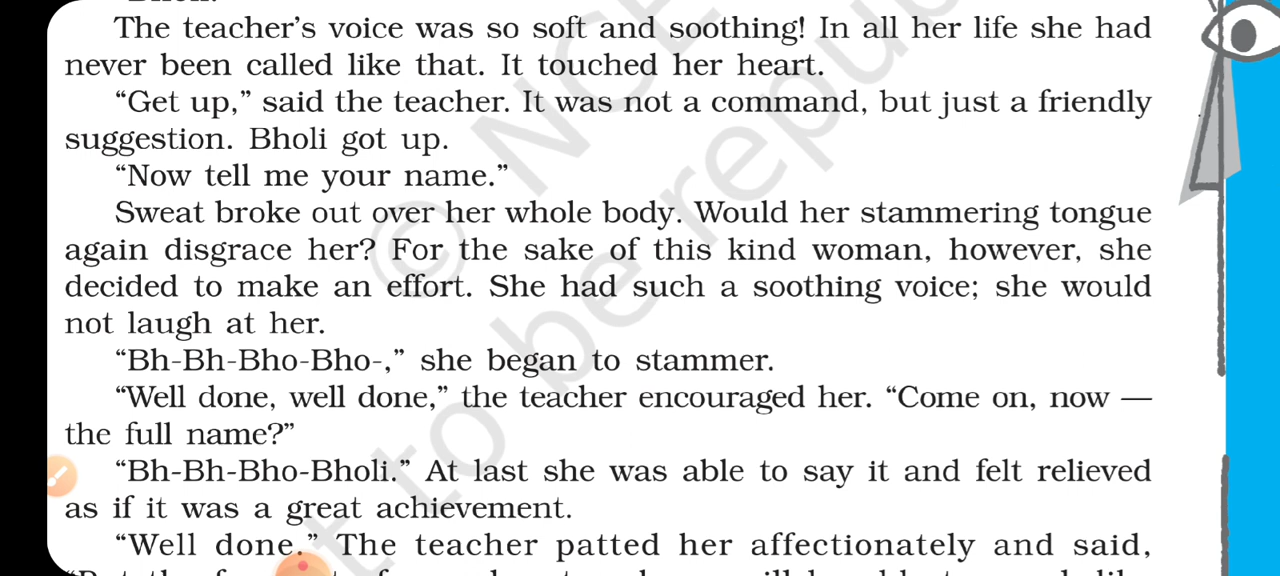 The teacher's voice was so soft and soothing! In all her life she had
never been called like that. It touched her heart.
"Get up," said the teacher. It was not a command, but just a friendly
suggestion. Bholi got up.
"Now tell me your name."
Sweat broke out over her whole body. Would her stammering tongue
again disgrace her? For the sake of this kind woman, however, she
decided to make an effort. She had such a soothing voice; she would
not laugh at her.
"Bh-Bh-Bho-Bho-," she began to stammer.
"Well done, well done," the teacher encouraged her. "Come on, now —
the full name?"
"Bh-Bh-Bho-Bholi." At last she was able to say it and felt relieved
as if it was a great achievement.
"Well done." The teacher patted her affectionately and said,